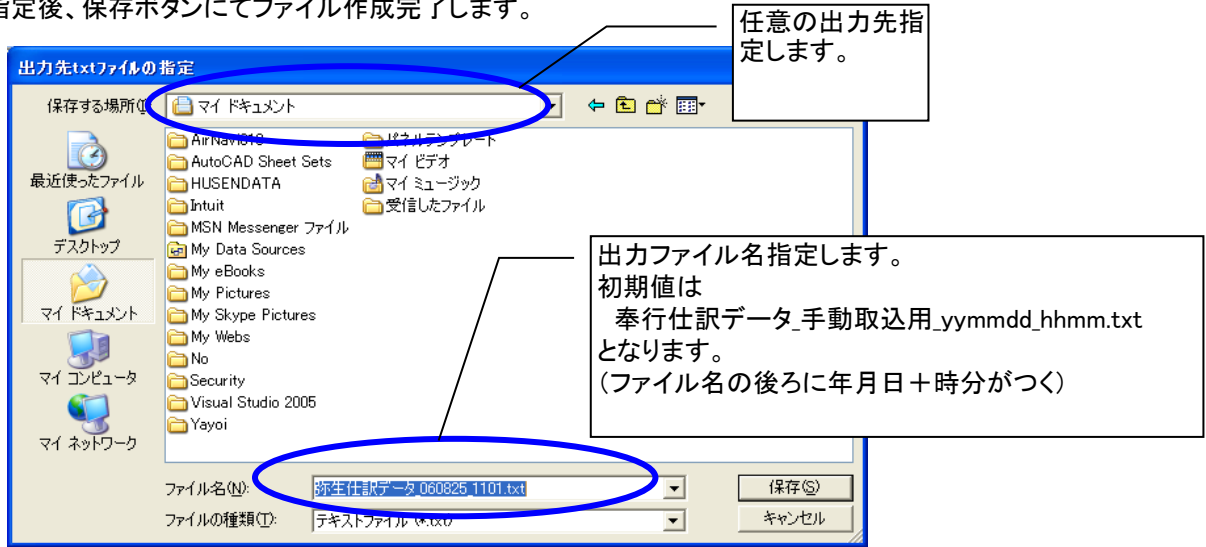 指定後、保存ボタンにてファイル作成完了します。
任意の出力先指
定します。
出力先txtファイルの指定
保存する場所(I)
マイ ドキュメント
最近使ったファイル
デスクトップ
マイ ドキュメント
マイ コンピュータ
マイ ネットワーク
AutoCAD Sheet Sets
HUSENDATA
Intuit
MSN Messenger ファイル
My Data Sources
My eBooks
My Pictures
My Skype Pictures
My Webs
No
Security
Visual Studio 2005
Yayoi
パネルテンプレート
マイ ビデオ
マイ ミュージック
受信したファイル
出力ファイル名指定します。
初期値は
奉行仕訳データ_手動取込用_yymmdd_hhmm.txt
となります。
（ファイル名の後ろに年月日＋時分がつく）
ファイル名(N):
弥生仕訳データ_060825_1101.txt
保存(S)
ファイルの種類(T):
テキストファイル (*.txt)
キャンセル